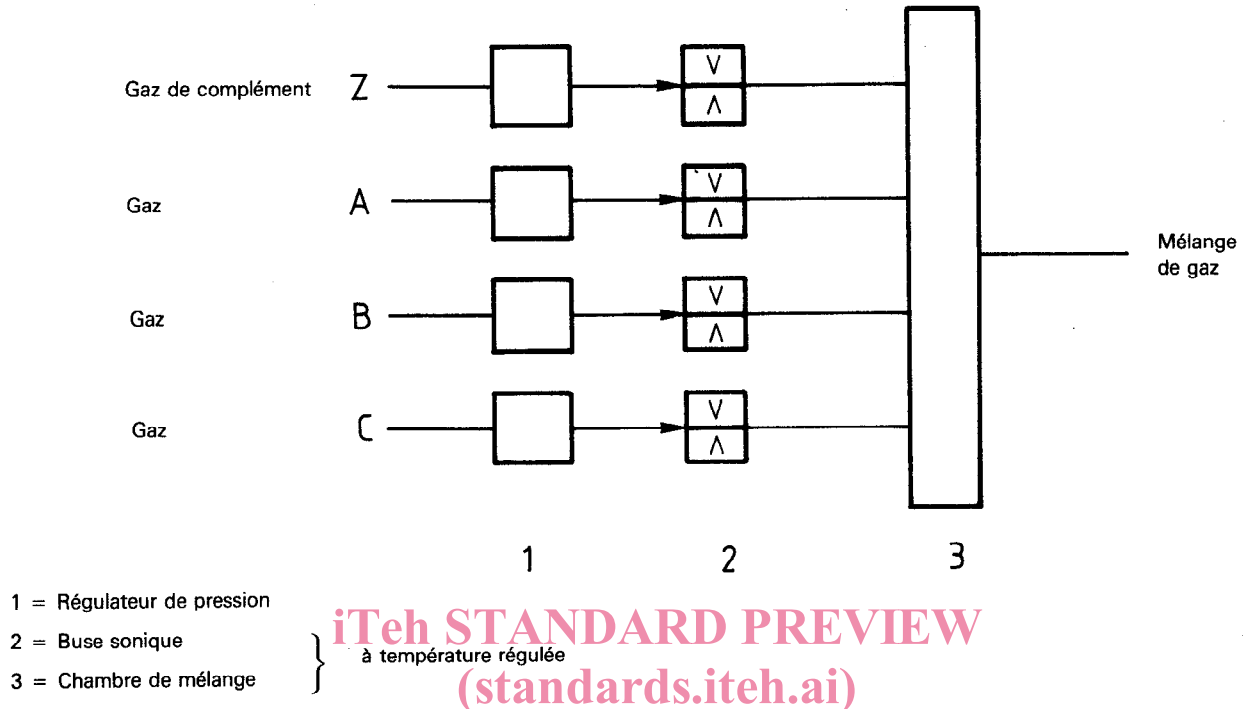 Gaz de complément Z
Gaz A
Gaz B
Gaz C
V
Λ
V
Λ
V
Λ
V
Λ
Mélange
de gaz
1 2 3
1 = Régulateur de pression
2 = Buse sonique
3 = Chambre de mélange
} à température régulée
iTeh STANDARD PREVIEW
(standards.iteh.ai)